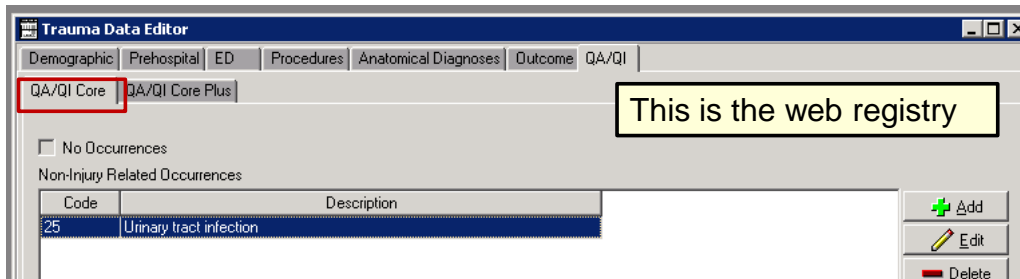 Trauma Data Editor
Demographic Prehospital ED Procedures Anatomical Diagnoses Outcome QA/QI
QA/QI Core QA/QI Core Plus
This is the web registry
No Occurrences
Non-Injury Related Occurrences
Code Description
25 Urinary tract infection
Add
Edit
Delete